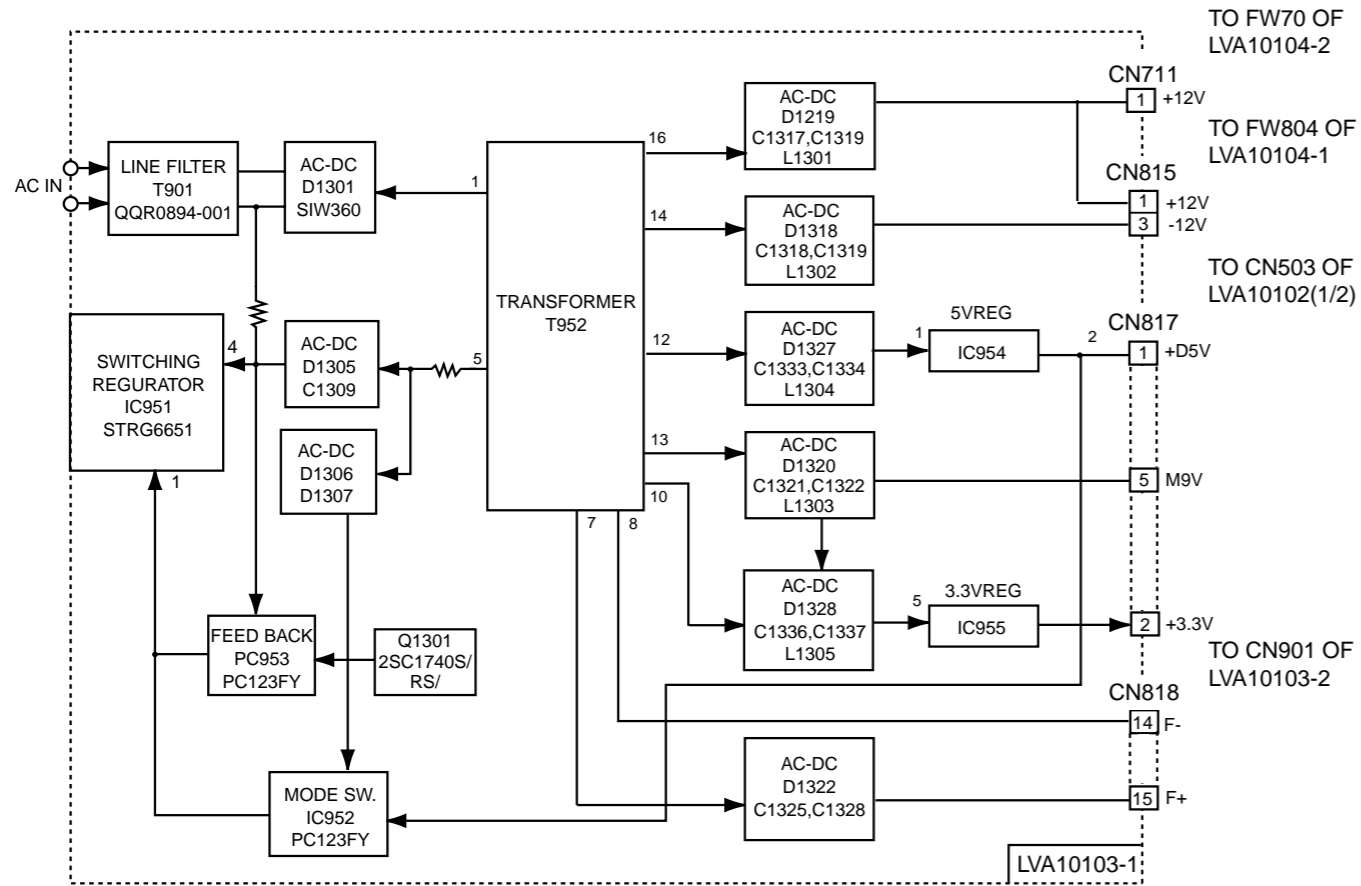 TO FW70 OF
LVA10104-2
CN711
1 +12V
TO FW804 OF
LVA10104-1
CN815
1 +12V
3 -12V
TO CN503 OF
LVA10102(1/2)
CN817
1 +D5V
5 M9V
2 +3.3V
TO CN901 OF
LVA10103-2
CN818
14 F-
15 F+
AC IN
LINE FILTER
T901
QQR0894-001
AC-DC
D1301
SIW360
1
SWITCHING
REGURATOR
IC951
STRG6651
4
1
AC-DC
D1305
C1309
5
AC-DC
D1306
D1307
FEED BACK
PC953
PC123FY
Q1301
2SC1740S/
RS/
MODE SW.
IC952
PC123FY
TRANSFORMER
T952
16
14
12
13
10
7
8
AC-DC
D1219
C1317,C1319
L1301
AC-DC
D1318
C1318,C1319
L1302
AC-DC
D1327
C1333,C1334
L1304
1
5VREG
IC954
2
AC-DC
D1320
C1321,C1322
L1303
AC-DC
D1328
C1336,C1337
L1305
5
3.3VREG
IC955
AC-DC
D1322
C1325,C1328
LVA10103-1